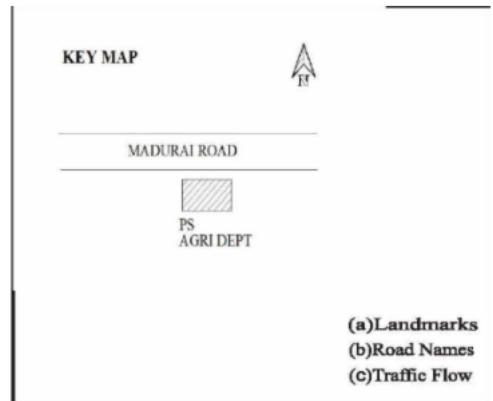 KEY MAP
N
MADURAI ROAD
PS
AGRI DEPT
(a)Landmarks
(b)Road Names
(c)Traffic Flow